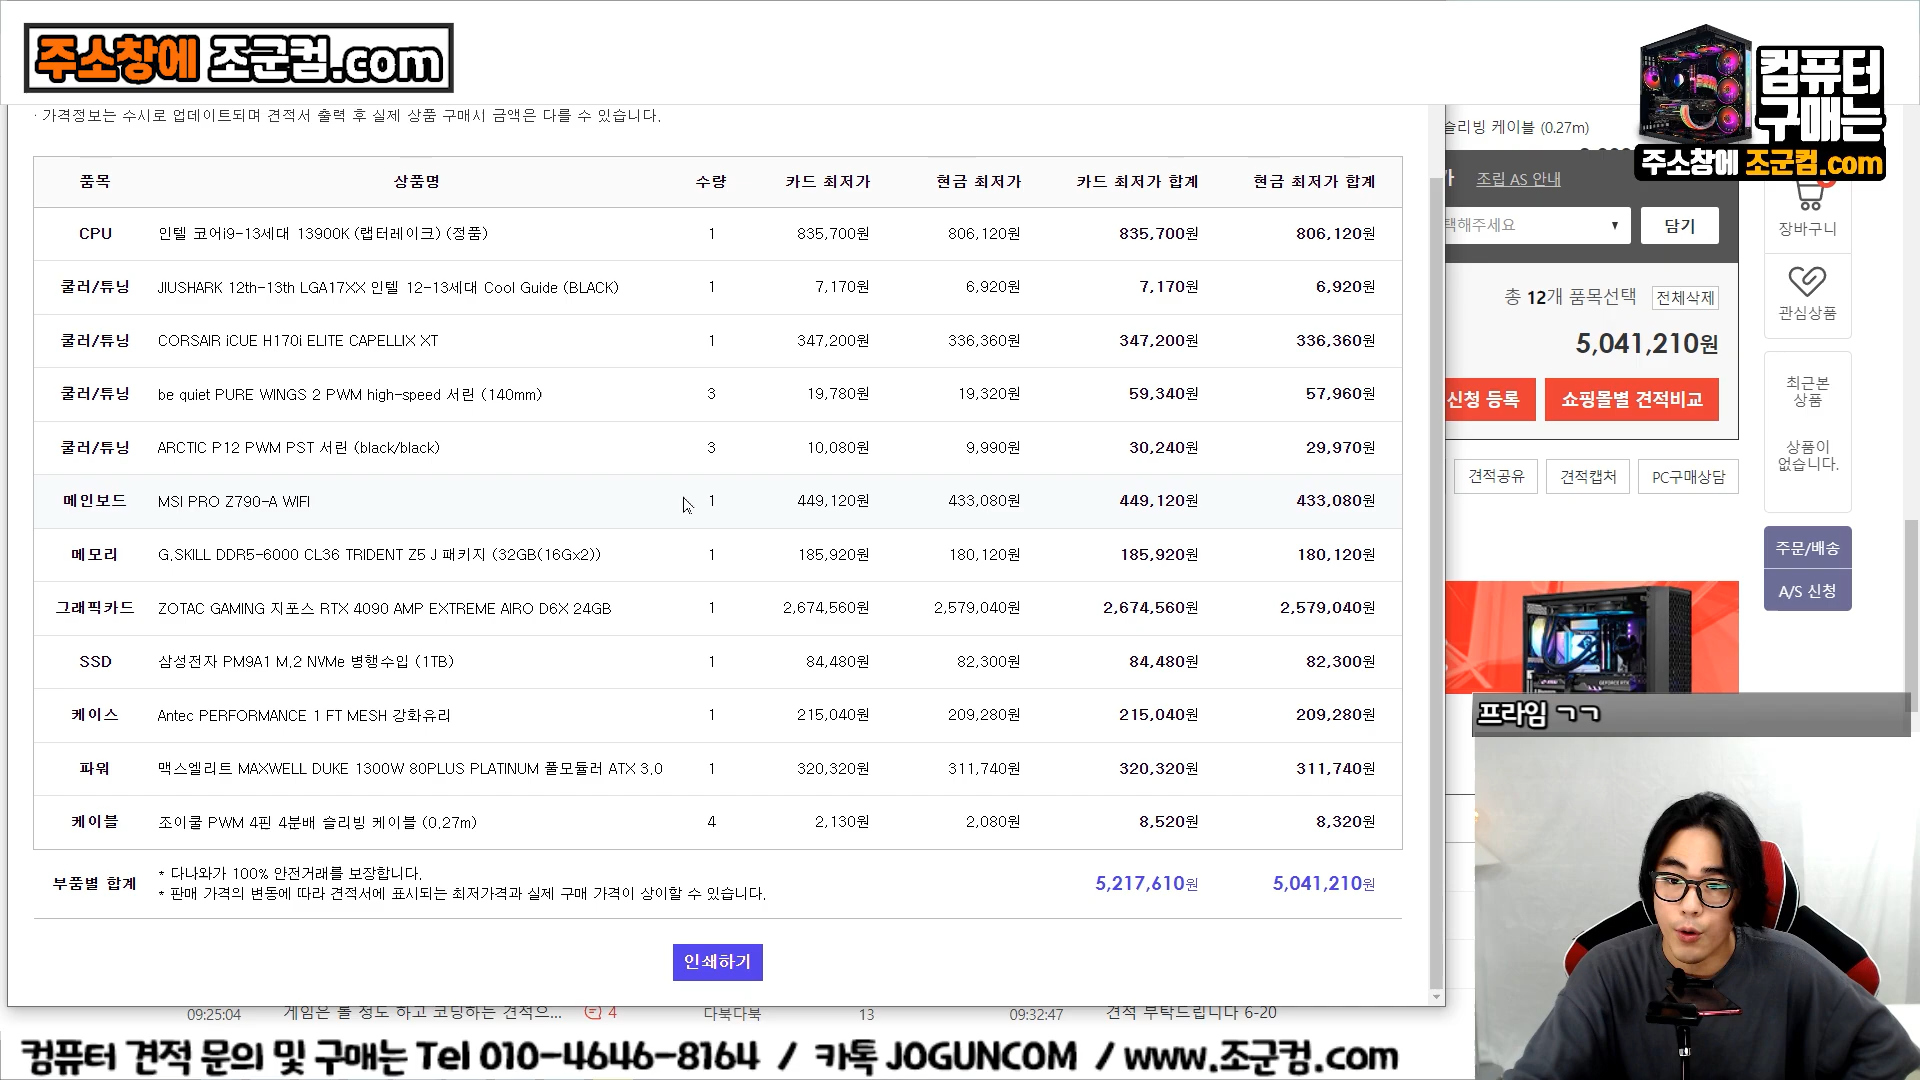 주소창에 조군컴.com
컴퓨터
구매는
주소창에 조군컴.com
· 가격정보는 수시로 업데이트되며 견적서 출력 후 실제 상품 구매시 금액은 다를 수 있습니다.
품목 상품명 수량 카드 최저가 현금 최저가 카드 최저가 합계 현금 최저가 합계
CPU 인텔 코어i9-13세대 13900K (랩터레이크) (정품) 1 835,700원 806,120원 835,700원 806,120원
쿨러/튜닝 JIUSHARK 12th-13th LGA17XX 인텔 12-13세대 Cool Guide (BLACK) 1 7,170원 6,920원 7,170원 6,920원
쿨러/튜닝 CORSAIR iCUE H170i ELITE CAPELLIX XT 1 347,200원 336,360원 347,200원 336,360원
쿨러/튜닝 be quiet PURE WINGS 2 PWM high-speed 서린 (140mm) 3 19,780원 19,320원 59,340원 57,960원
쿨러/튜닝 ARCTIC P12 PWM PST 서린 (black/black) 3 10,080원 9,990원 30,240원 29,970원
메인보드 MSI PRO Z790-A WIFI 1 449,120원 433,080원 449,120원 433,080원
메모리 G.SKILL DDR5-6000 CL36 TRIDENT Z5 J 패키지 (32GB(16Gx2)) 1 185,920원 180,120원 185,920원 180,120원
그래픽카드 ZOTAC GAMING 지포스 RTX 4090 AMP EXTREME AIRO D6X 24GB 1 2,674,560원 2,579,040원 2,674,560원 2,579,040원
SSD 삼성전자 PM9A1 M.2 NVMe 병행수입 (1TB) 1 84,480원 82,300원 84,480원 82,300원
케이스 Antec PERFORMANCE 1 FT MESH 강화유리 1 215,040원 209,280원 215,040원 209,280원
파워 맥스엘리트 MAXWELL DUKE 1300W 80PLUS PLATINUM 풀모듈러 ATX 3.0 1 320,320원 311,740원 320,320원 311,740원
케이블 조이쿨 PWM 4핀 4분배 슬리빙 케이블 (0.27m) 4 2,130원 2,080원 8,520원 8,320원
부품별 합계
* 다나와가 100% 안전거래를 보장합니다.
* 판매 가격의 변동에 따라 견적서에 표시되는 최저가격과 실제 구매 가격이 상이할 수 있습니다.
5,217,610원 5,041,210원
인쇄하기
슬리빙 케이블 (0.27m)
가 조립 AS 안내
택해주세요 ▼ 담기
총 12개 품목선택 전체삭제
5,041,210원
신청 등록 쇼핑몰별 견적비교
견적공유 견적캡처 PC구매상담
장바구니
관심상품
최근본
상품
상품이
없습니다.
주문/배송
A/S 신청
프라임 ㄱㄱ
09:25:04 게임은 롤 정도 하고 코딩하는 견적으... 4 다북다북 13 09:32:47 견적 부탁드립니다 6-20
컴퓨터 견적 문의 및 구매는 Tel 010-4646-8164 / 카톡 JOGUNCOM / www.조군컴.com